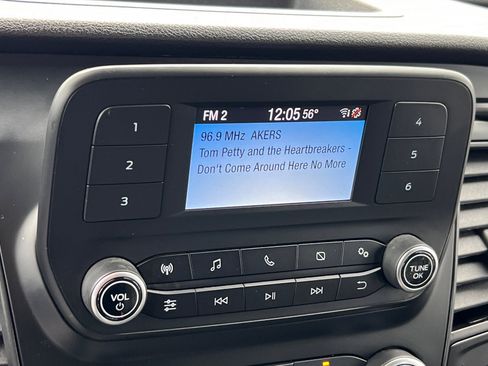 FM 2 12:05 56°
96.9 MHz AKERS
Tom Petty and the Heartbreakers -
Don't Come Around Here No More
1
2
3
4
5
6
VOL
TUNE
OK